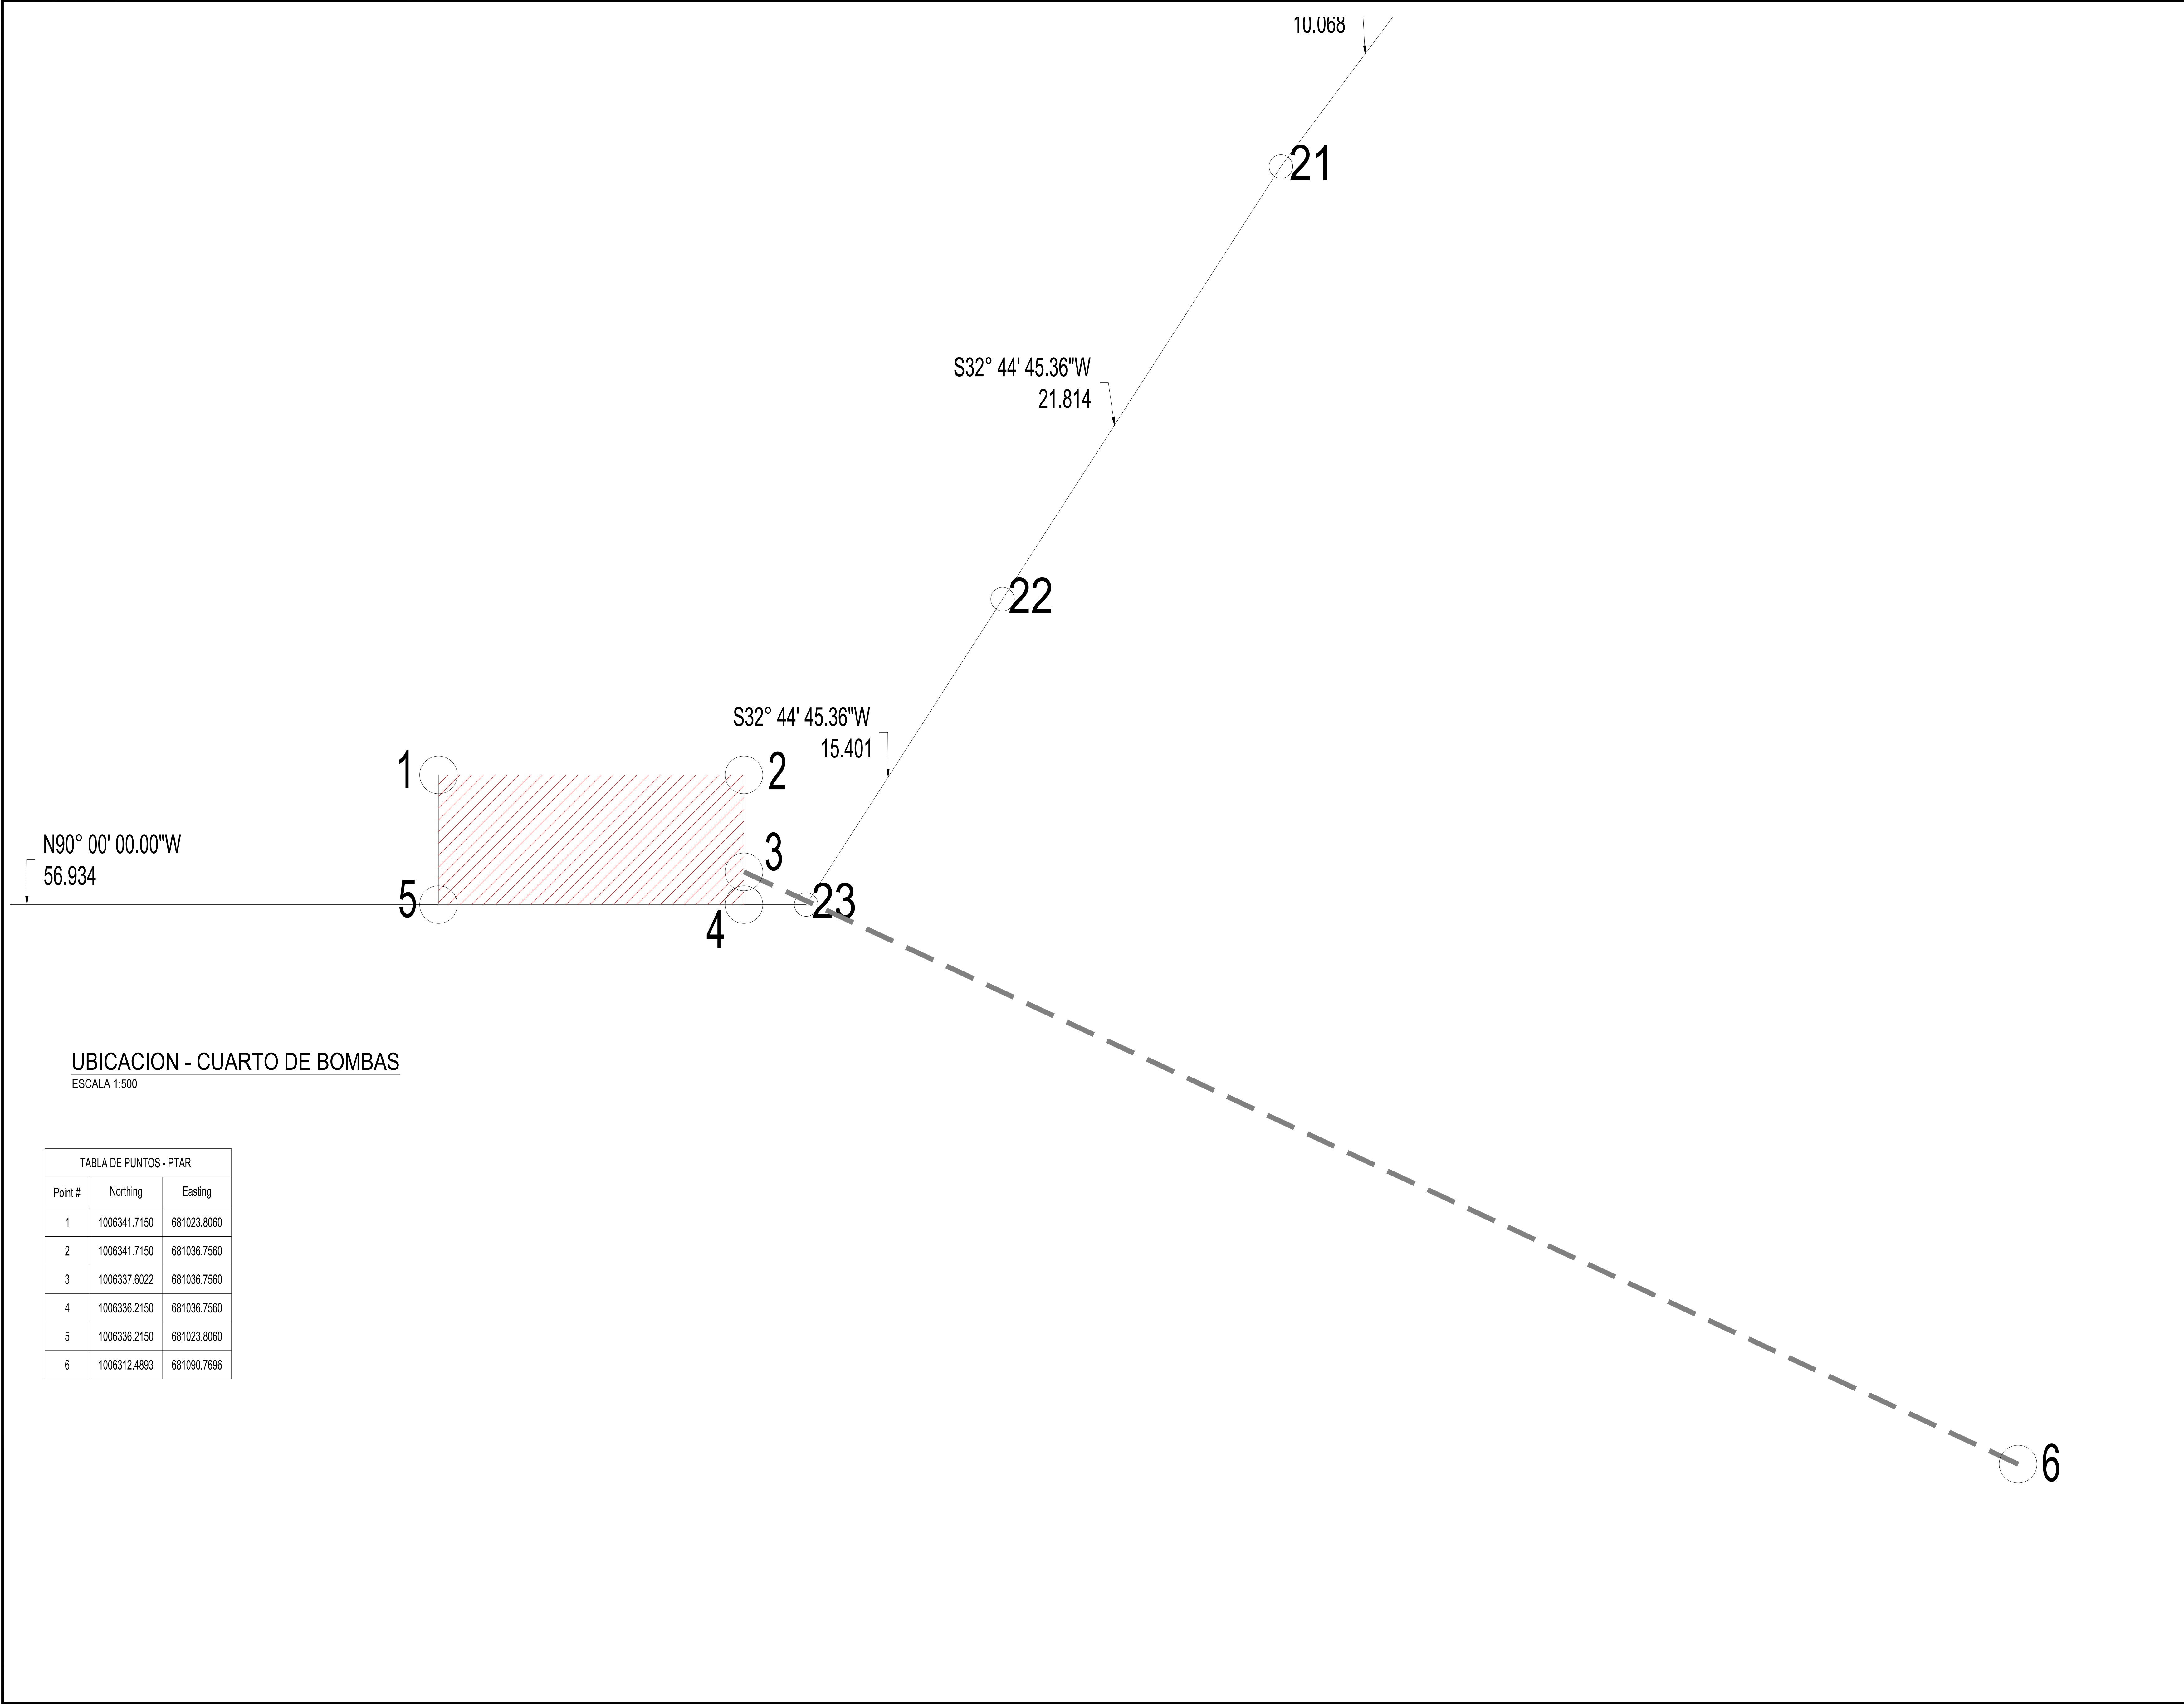 10.068
21
S32° 44' 45.36"W
21.814
22
S32° 44' 45.36"W
15.401
1
2
3
N90° 00' 00.00"W
56.934
5
4
23
UBICACION - CUARTO DE BOMBAS
ESCALA 1:500
TABLA DE PUNTOS - PTAR
Point # Northing Easting
1 1006341.7150 681023.8060
2 1006341.7150 681036.7560
3 1006337.6022 681036.7560
4 1006336.2150 681036.7560
5 1006336.2150 681023.8060
6 1006312.4893 681090.7696
6